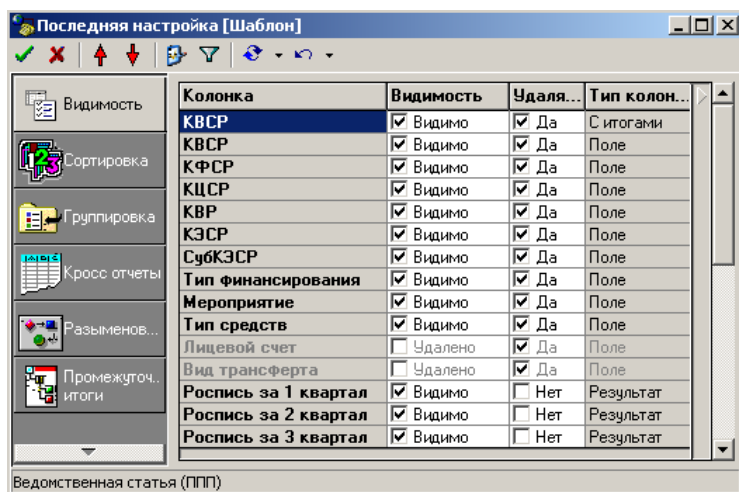 Последняя настройка [Шаблон]
Видимость
Сортировка
Группировка
Кросс отчеты
Разыменов...
Промежуточ..
итоги
Колонка Видимость Удаля... Тип колон...
КВСР Видимо Да С итогами
КВСР Видимо Да Поле
КФСР Видимо Да Поле
КЦСР Видимо Да Поле
КВР Видимо Да Поле
КЭСР Видимо Да Поле
СубКЭСР Видимо Да Поле
Тип финансирования Видимо Да Поле
Мероприятие Видимо Да Поле
Тип средств Видимо Да Поле
Лицевой счет Удалено Да Поле
Вид трансферта Удалено Да Поле
Роспись за 1 квартал Видимо Нет Результат
Роспись за 2 квартал Видимо Нет Результат
Роспись за 3 квартал Видимо Нет Результат
Ведомственная статья (ППП)